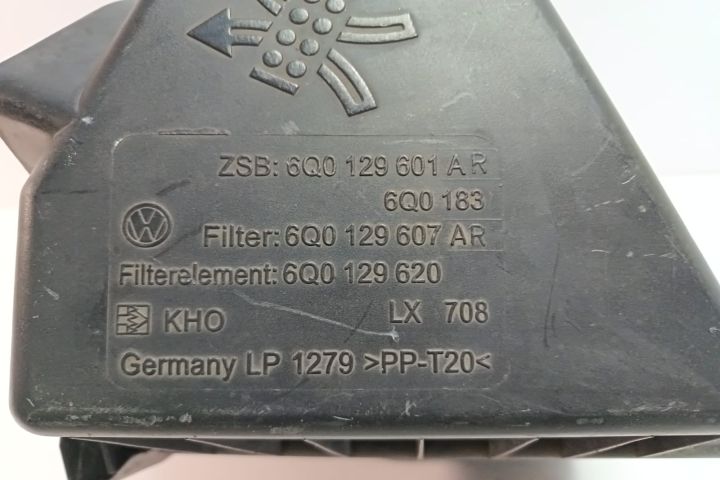 ZSB: 6Q0 129 601 AR
6Q0 183
Filter: 6Q0 129 607 AR
Filterelement: 6Q0 129 620
KHO LX 708
Germany LP 1279 >PP-T20<